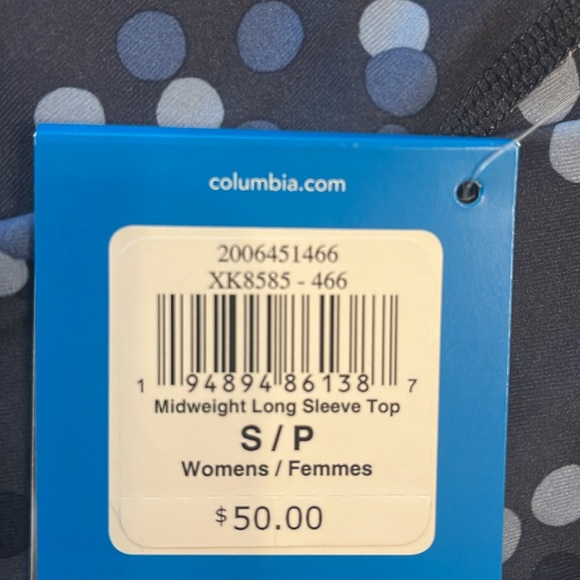 columbia.com
2006451466
XK8585 - 466
1 94894 86138 7
Midweight Long Sleeve Top
S / P
Womens / Femmes
$50.00